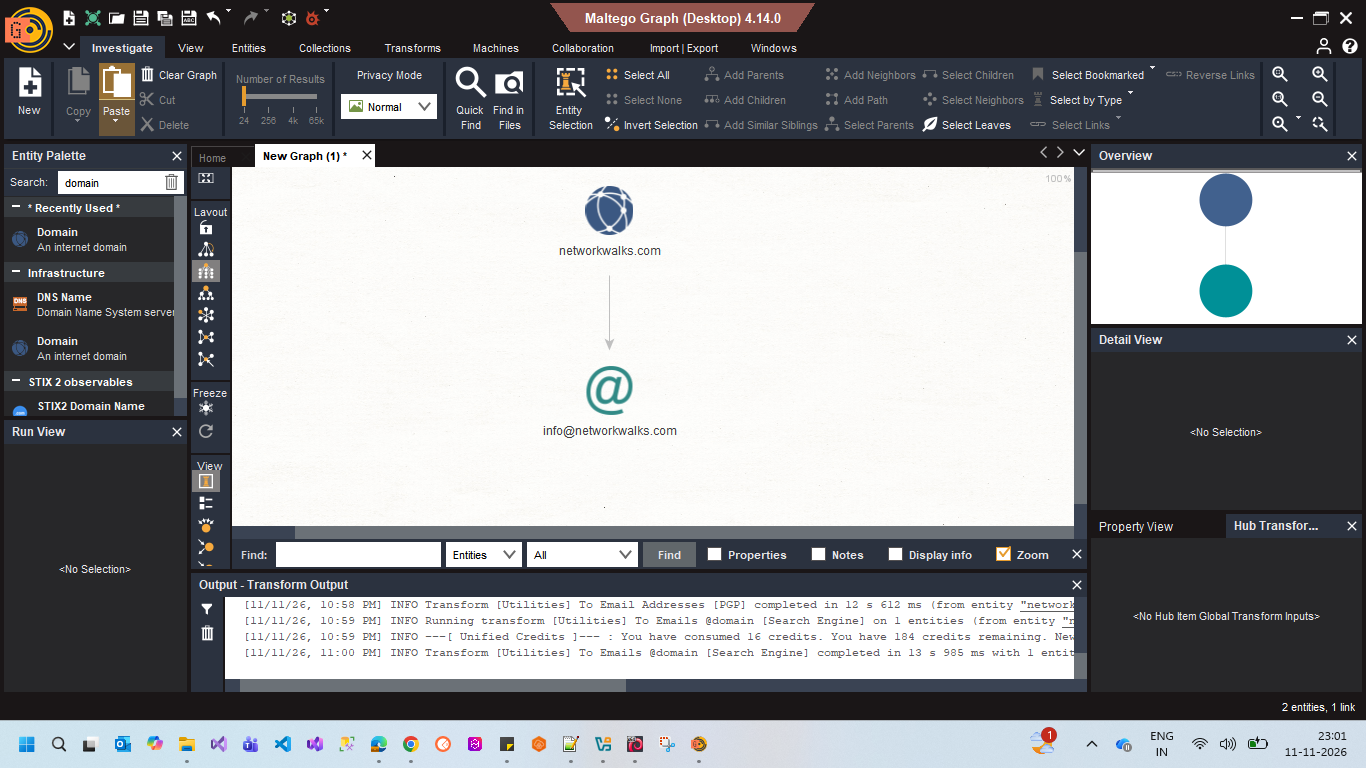 Maltego Graph (Desktop) 4.14.0
Investigate View Entities Collections Transforms Machines Collaboration Import | Export Windows
New
Copy
Paste
Clear Graph
Cut
Delete
Number of Results
24 256 4k 65k
Privacy Mode
Normal
Quick Find
Find in Files
Entity Selection
Select All
Select None
Invert Selection
Add Parents
Add Children
Add Similar Siblings
Add Neighbors
Add Path
Select Parents
Select Children
Select Neighbors
Select Leaves
Select Bookmarked
Select by Type
Select Links
Reverse Links
Entity Palette
Search: domain
* Recently Used *
Domain
An internet domain
Infrastructure
DNS Name
Domain Name System server
Domain
An internet domain
STIX 2 observables
STIX2 Domain Name
Run View
<No Selection>
Home
New Graph (1) *
Layout
Freeze
View
100%
networkwalks.com
info@networkwalks.com
Find: Entities All Find Properties Notes Display info Zoom
Output - Transform Output
[11/11/26, 10:58 PM] INFO Transform [Utilities] To Email Addresses [PGP] completed in 12 s 612 ms (from entity "network
[11/11/26, 10:59 PM] INFO Running transform [Utilities] To Emails @domain [Search Engine] on 1 entities (from entity "n
[11/11/26, 10:59 PM] INFO ---[ Unified Credits ]--- : You have consumed 16 credits. You have 184 credits remaining. New
[11/11/26, 11:00 PM] INFO Transform [Utilities] To Emails @domain [Search Engine] completed in 13 s 985 ms with 1 entit
Overview
Detail View
<No Selection>
Property View
Hub Transfor...
<No Hub Item Global Transform Inputs>
2 entities, 1 link
1
ENG
IN
23:01
11-11-2026